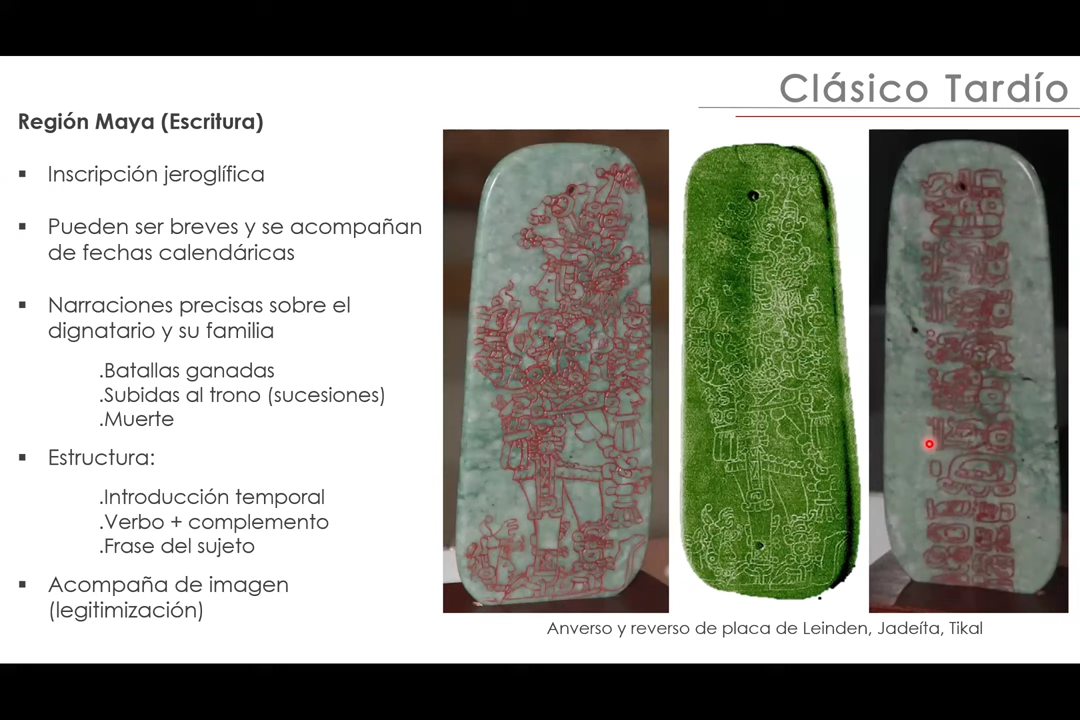 Clásico Tardío
Región Maya (Escritura)
▪ Inscripción jeroglífica
▪ Pueden ser breves y se acompañan
de fechas calendáricas
▪ Narraciones precisas sobre el
dignatario y su familia
.Batallas ganadas
.Subidas al trono (sucesiones)
.Muerte
▪ Estructura:
.Introducción temporal
.Verbo + complemento
.Frase del sujeto
▪ Acompaña de imagen
(legitimización)
Anverso y reverso de placa de Leinden, Jadeíta, Tikal